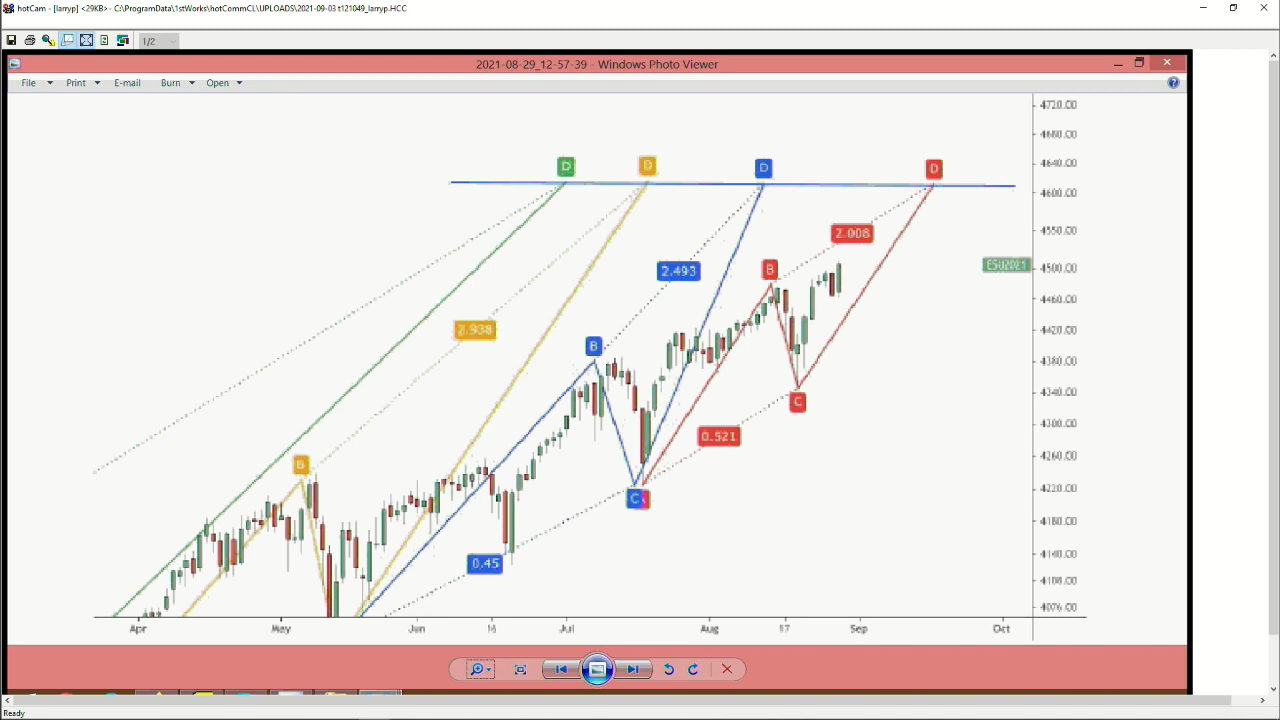 hotCam - [larryp] <29KB> - C:\ProgramData\1stWorks\hotCommCL\UPLOADS\2021-09-03 t121049_larryp.HCC
1/2
2021-08-29_12-57-39 - Windows Photo Viewer
File Print E-mail Burn Open
4720.00
4680.00
D D D D 4640.00
4600.00
2.008 4550.00
2.493 B ESU2021 4500.00
4460.00
2.938 4420.00
B 4380.00
C 4340.00
0.521 4300.00
B 4260.00
C 4220.00
4180.00
0.45 4140.00
4108.00
4076.00
Apr May Jun 16 Jul Aug 17 Sep Oct
Ready